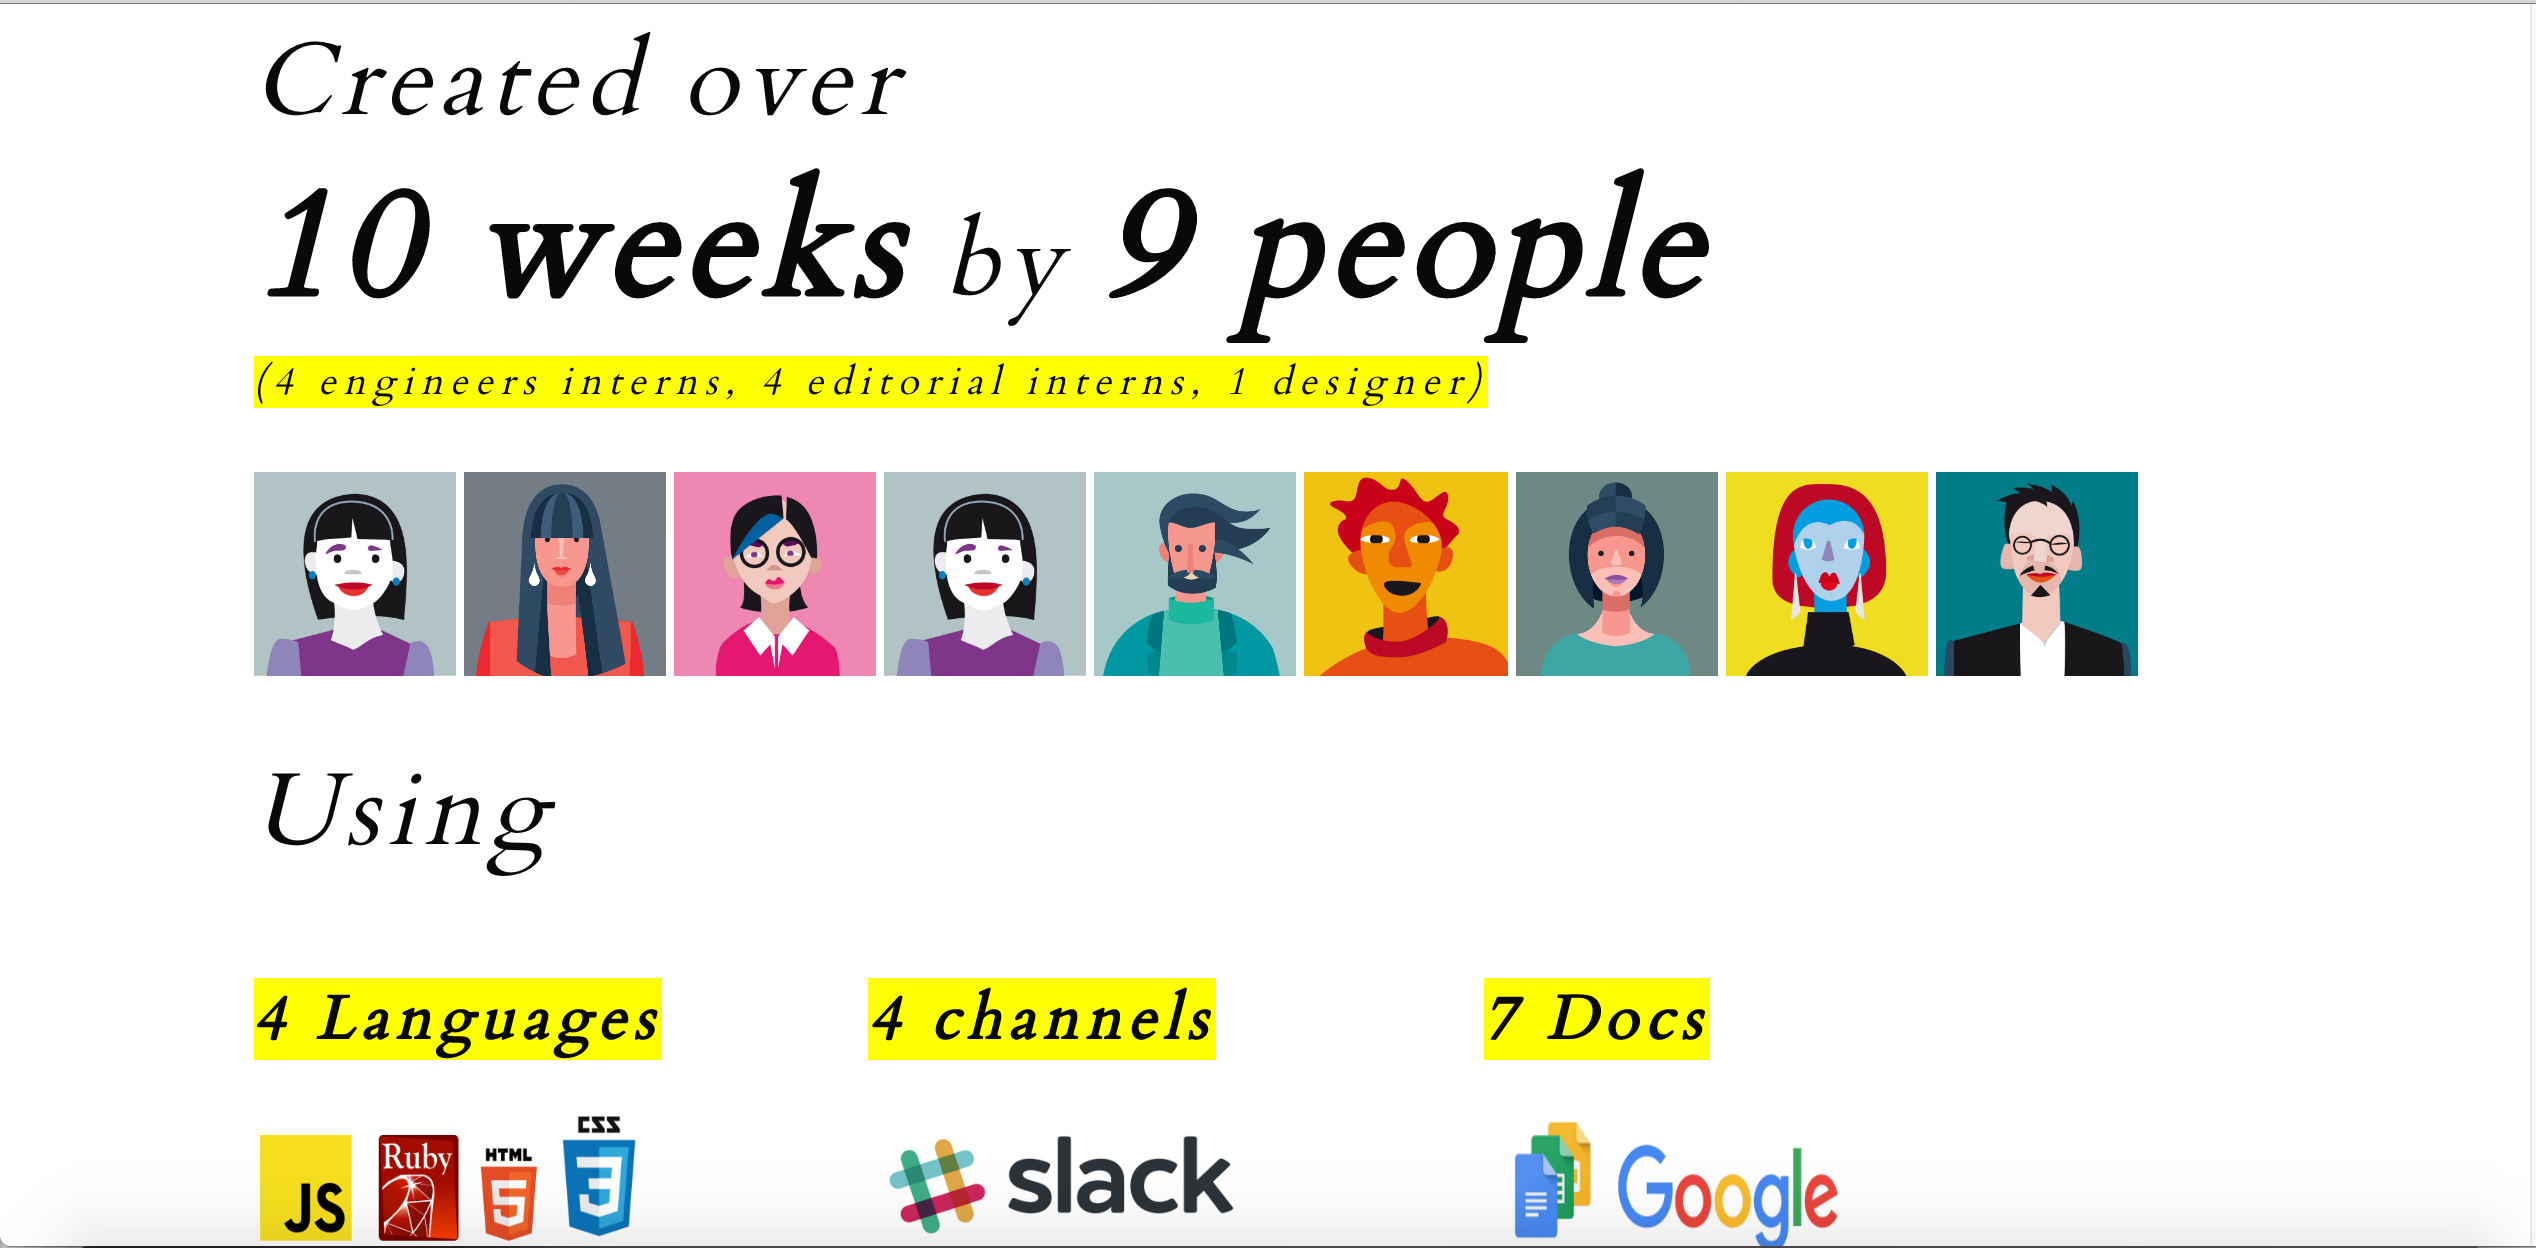 Created over
10 weeks by 9 people
(4 engineers interns, 4 editorial interns, 1 designer)
Using
4 Languages
4 channels
7 Docs
JS
Ruby
HTML
5
CSS
3
slack
Google